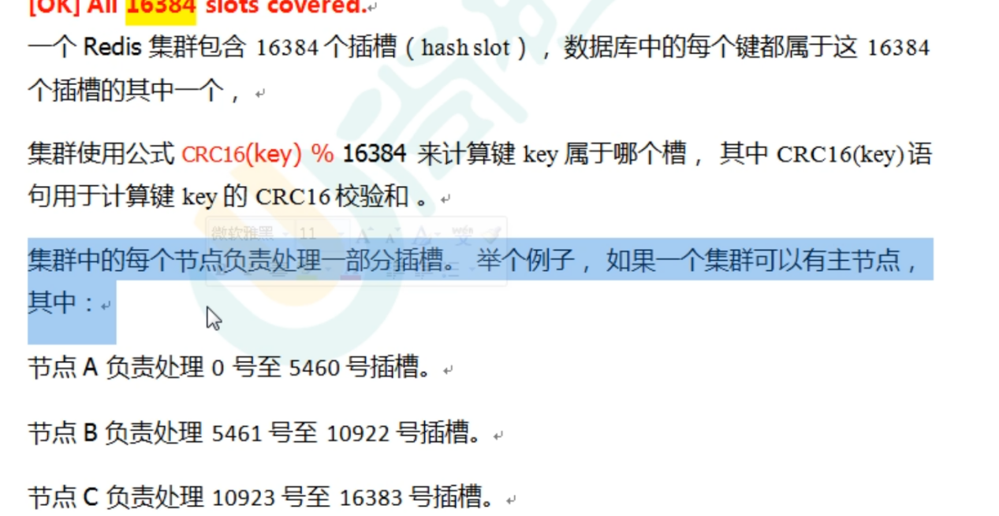 [OK] All 16384 slots covered.
一个 Redis 集群包含 16384 个插槽（hash slot），数据库中的每个键都属于这 16384
个插槽的其中一个，
集群使用公式 CRC16(key) % 16384 来计算键 key 属于哪个槽， 其中 CRC16(key) 语
句用于计算键 key 的 CRC16 校验和 。
微软雅黑 11
集群中的每个节点负责处理一部分插槽。 举个例子， 如果一个集群可以有主节点，
其中：
节点 A 负责处理 0 号至 5460 号插槽。
节点 B 负责处理 5461 号至 10922 号插槽。
节点 C 负责处理 10923 号至 16383 号插槽。